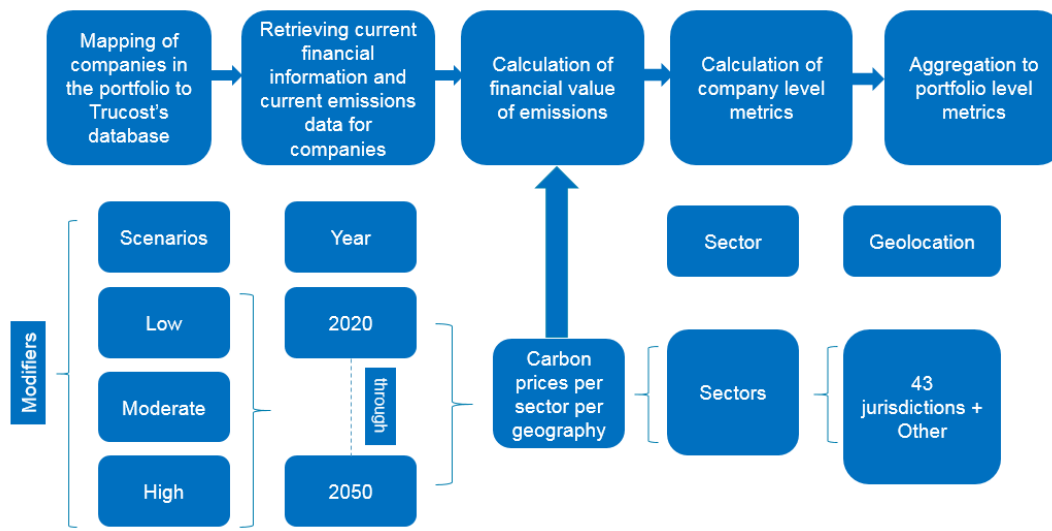 Mapping of
companies in
the portfolio to
Trucost's
database
Retrieving current
financial
information and
current emissions
data for
companies
Calculation of
financial value
of emissions
Calculation of
company level
metrics
Aggregation to
portfolio level
metrics
Modifiers
Scenarios
Low
Moderate
High
Year
2020
through
2050
Carbon
prices per
sector per
geography
Sector
Sectors
Geolocation
43
jurisdictions +
Other